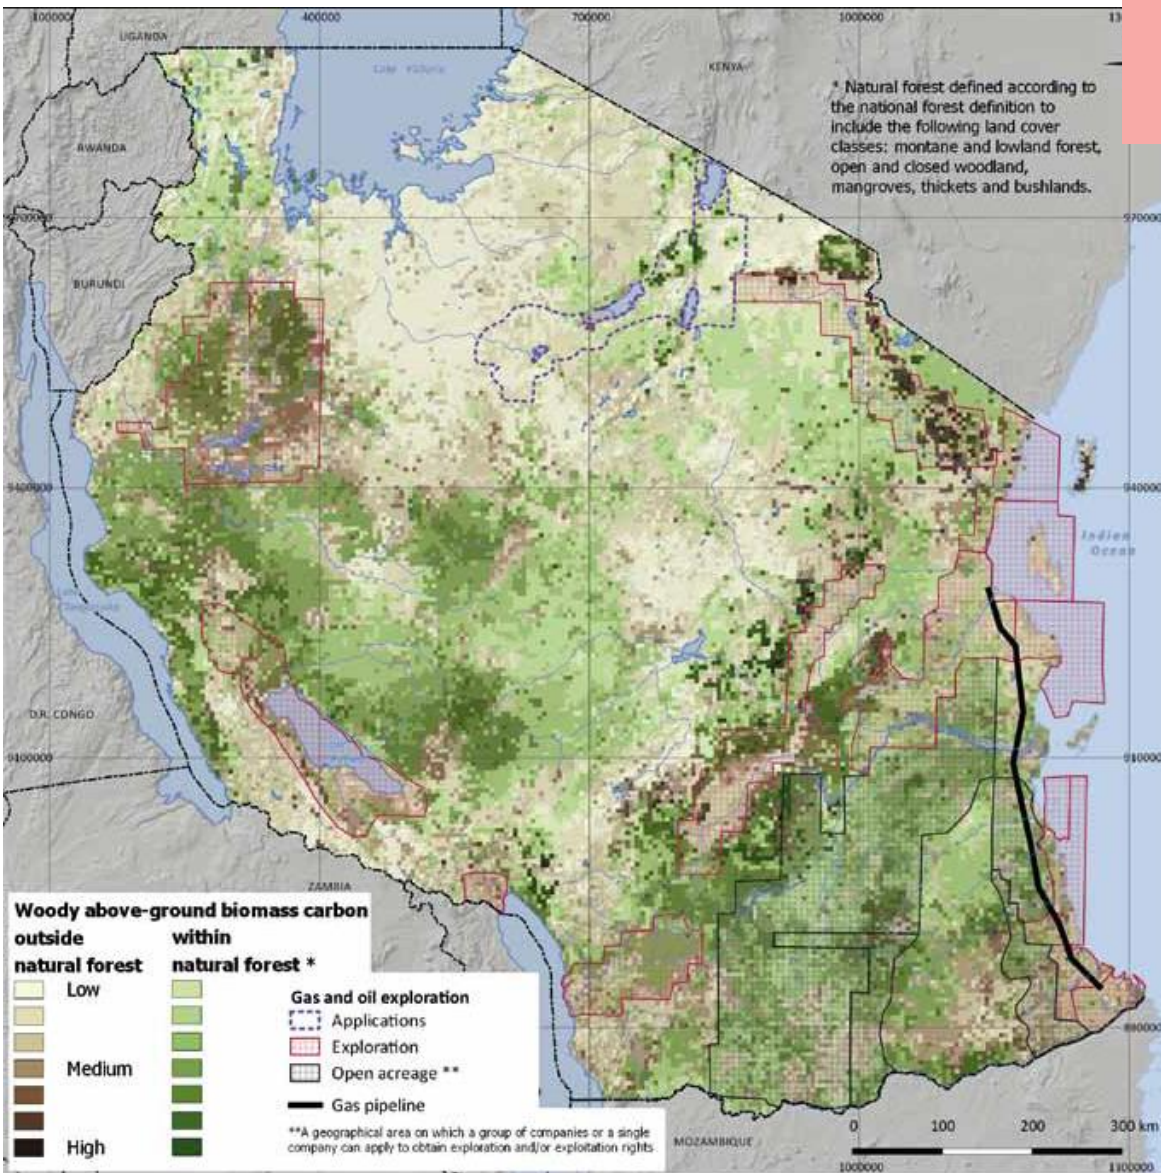 100000
400000
700000
1000000
UGANDA
Lake Victoria
KENYA
* Natural forest defined according to
the national forest definition to
include the following land cover
classes: montane and lowland forest,
open and closed woodland,
mangroves, thickets and bushlands.
RWANDA
BURUNDI
9400000
Indian
Ocean
D.R. CONGO
9100000
ZAMBIA
Woody above-ground biomass carbon
outside
natural forest
within
natural forest *
Low
Medium
High
Gas and oil exploration
Applications
Exploration
Open acreage **
Gas pipeline
**A geographical area on which a group of companies or a single
company can apply to obtain exploration and/or exploitation rights
MOZAMBIQUE
0 100 200 300 km
1000000